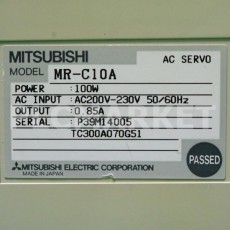 MITSUBISHI AC SERVO
MODEL MR-C10A
POWER :100W
AC INPUT :AC200V-230V 50/60Hz
OUTPUT :0.85A
SERIAL :P39M14005
TC300A070G51
MITSUBISHI ELECTRIC CORPORATION
MADE IN JAPAN
PASSED